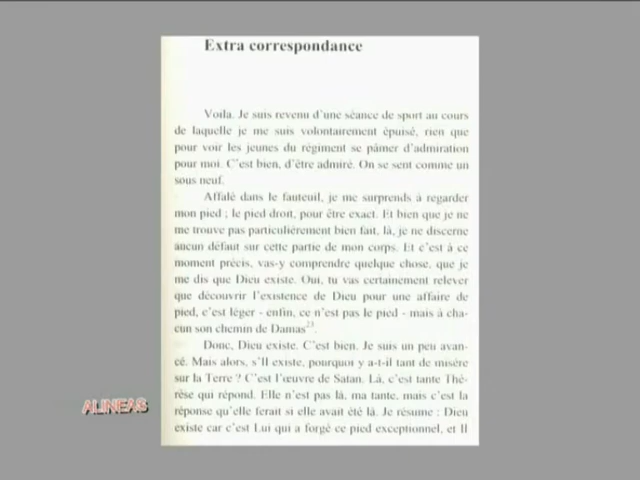 Extra correspondance
Voila. Je suis revenu d'une séance de sport au cours
de laquelle je me suis volontairement épuisé, rien que
pour voir les jeunes du régiment se pâmer d'admiration
pour moi. C'est bien, d'être admiré. On se sent comme un
sous neuf.
Affalé dans le fauteuil, je me surprends à regarder
mon pied ; le pied droit, pour être exact. Et bien que je ne
me trouve pas particulièrement bien fait, là, je ne discerne
aucun défaut sur cette partie de mon corps. Et c'est à ce
moment précis, vas-y comprendre quelque chose, que je
me dis que Dieu existe. Oui, tu vas certainement relever
que découvrir l'existence de Dieu pour une affaire de
pied, c'est léger - enfin, ce n'est pas le pied - mais à cha-
cun son chemin de Damas23.
Donc, Dieu existe. C'est bien. Je suis un peu avan-
cé. Mais alors, s'Il existe, pourquoi y a-t-il tant de misère
sur la Terre ? C'est l'œuvre de Satan. Là, c'est tante Thé-
rèse qui répond. Elle n'est pas là, ma tante, mais c'est la
réponse qu'elle ferait si elle avait été là. Je résume : Dieu
existe car c'est Lui qui a forgé ce pied exceptionnel, et Il
ALINEAS